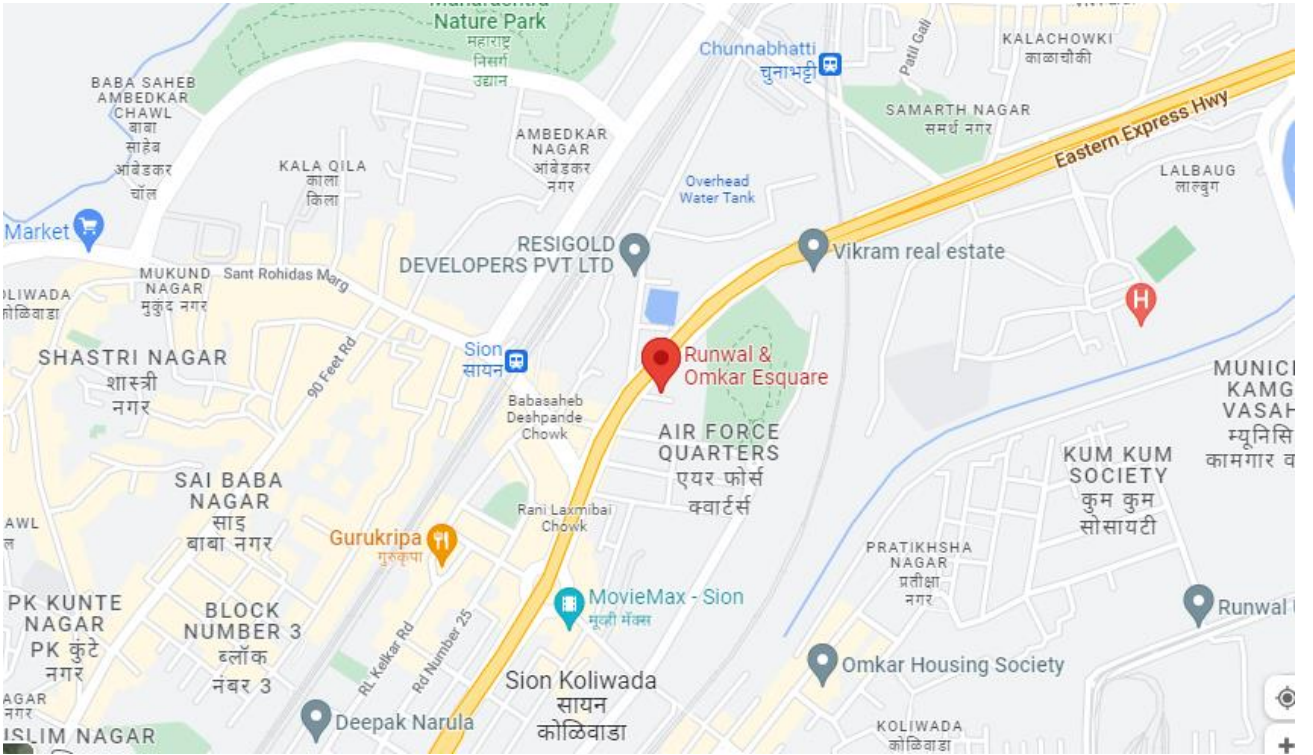 Nature Park
महाराष्ट्र
निसर्ग
उद्यान
Chunnabhatti
चुनाभट्टी
Patil Gali
KALACHOWKI
काळाचौकी
BABA SAHEB
AMBEDKAR
CHAWL
बाबा
साहेब
आंबेडकर
चॉल
SAMARTH NAGAR
समर्थ नगर
Eastern Express Hwy
AMBEDKAR
NAGAR
आंबेडकर
नगर
KALA QILA
काला
किला
Overhead
Water Tank
LALBAUG
लालबुग
Market
RESIGOLD
DEVELOPERS PVT LTD
Vikram real estate
MUKUND
NAGAR
मुकुंद नगर
Sant Rohidas Marg
OLIWADA
कोळिवाडा
H
SHASTRI NAGAR
शास्त्री
नगर
90 Feet Rd
Sion
सायन
Runwal &
Omkar Esquare
Babasaheb
Deshpande
Chowk
AIR FORCE
QUARTERS
एयर फोर्स
क्वार्टर्स
MUNICI
KAMG
VASAH
म्युनिसि
कामगार व
KUM KUM
SOCIETY
कुम कुम
सोसायटी
SAI BABA
NAGAR
साइ
बाबा नगर
AWL
ल
Rani Laxmibai
Chowk
Gurukripa
गुरुकृपा
PRATIKHSHA
NAGAR
प्रतीक्षा
नगर
PK KUNTE
NAGAR
PK कुंटे
नगर
BLOCK
NUMBER 3
ब्लॉक
नंबर 3
MovieMax - Sion
मूव्ही मॅक्स
Runwal
RL Kelkar Rd
Rd Number 25
Omkar Housing Society
Sion Koliwada
सायन
कोळिवाडा
Deepak Narula
AGAR
नगर
ISLIM NAGAR
KOLIWADA
कोळिवाडा